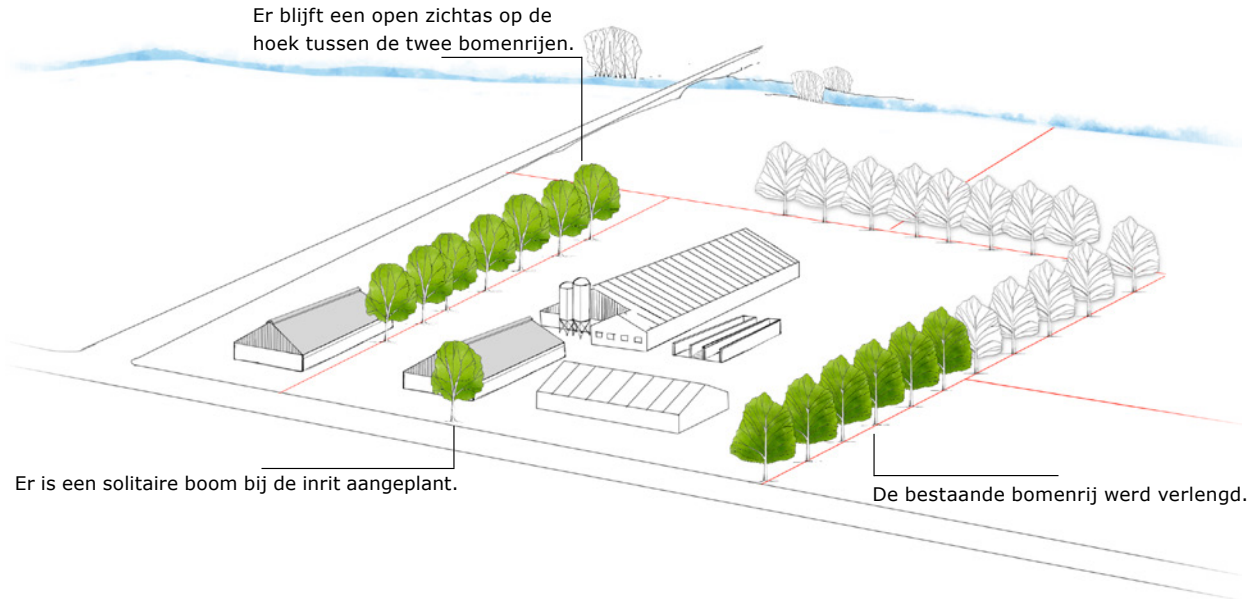 Er blijft een open zichtas op de
hoek tussen de twee bomenrijen.
Er is een solitaire boom bij de inrit aangeplant.
De bestaande bomenrij werd verlengd.